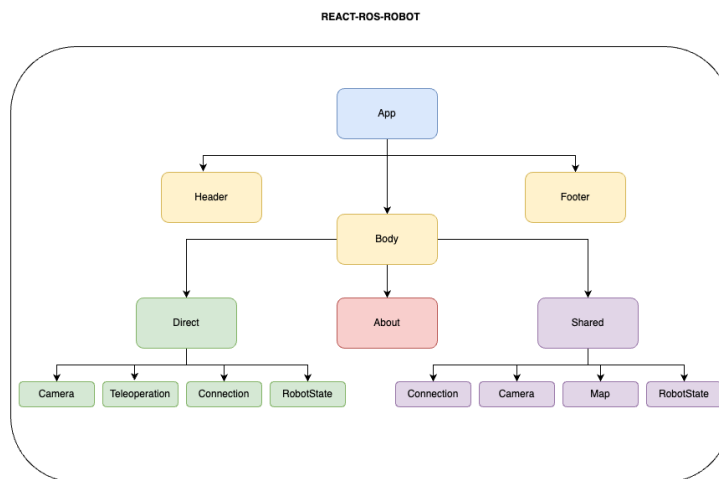 REACT-ROS-ROBOT
App
Header
Footer
Body
Direct
About
Shared
Camera
Teleoperation
Connection
RobotState
Connection
Camera
Map
RobotState